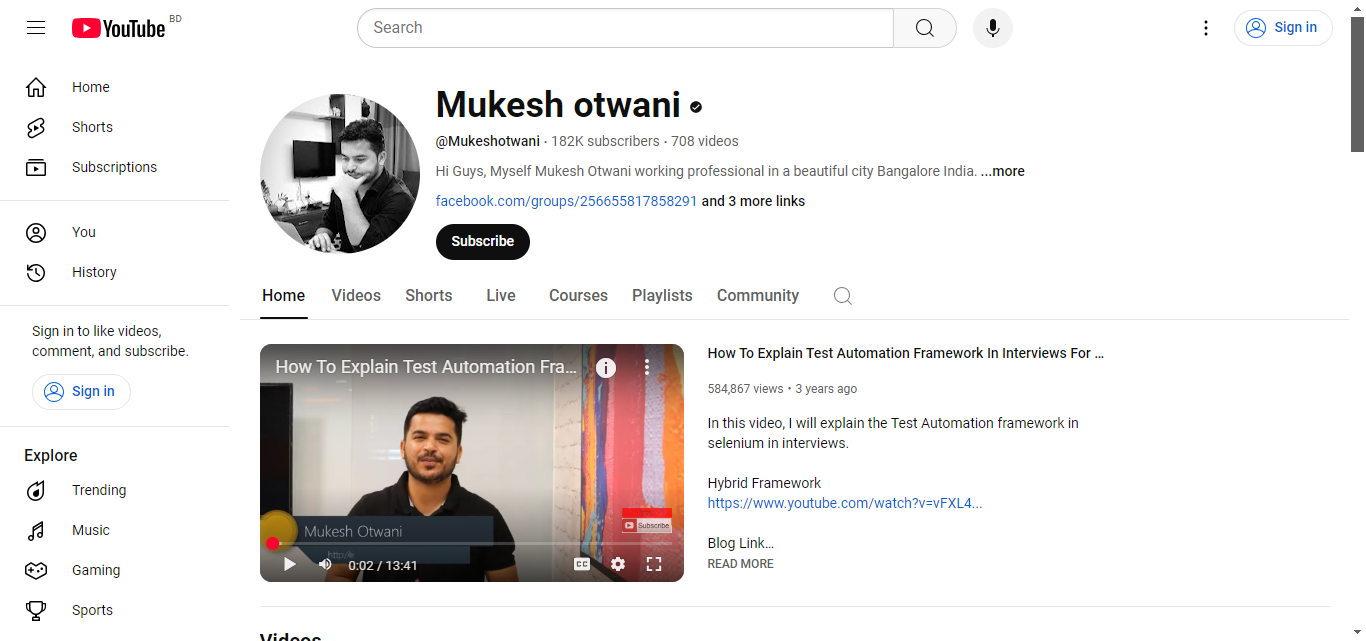 YouTube BD
Search
Sign in
Home
Shorts
Subscriptions
You
History
Sign in to like videos,
comment, and subscribe.
Sign in
Explore
Trending
Music
Gaming
Sports
Mukesh otwani
@Mukeshotwani · 182K subscribers · 708 videos
Hi Guys, Myself Mukesh Otwani working professional in a beautiful city Bangalore India. ...more
facebook.com/groups/256655817858291 and 3 more links
Subscribe
Home Videos Shorts Live Courses Playlists Community
How To Explain Test Automation Fra...
Mukesh Otwani
Subscribe
0:02 / 13:41
CC
How To Explain Test Automation Framework In Interviews For ...
584,867 views • 3 years ago
In this video, I will explain the Test Automation framework in
selenium in interviews.
Hybrid Framework
https://www.youtube.com/watch?v=vFXL4...
Blog Link...
READ MORE
Videos